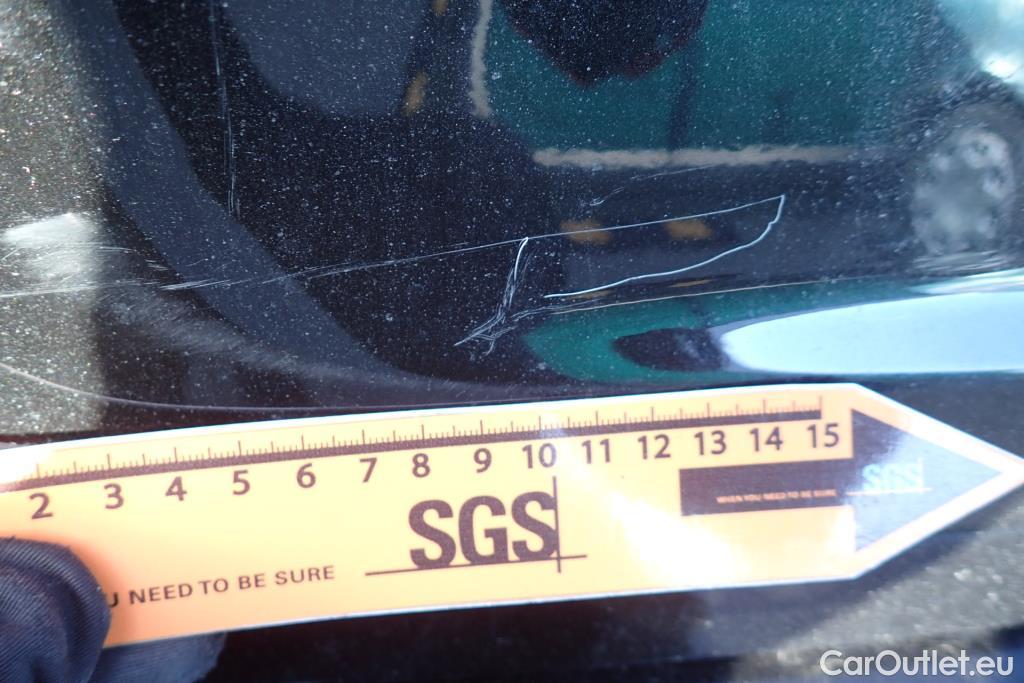 2 3 4 5 6 7 8 9 10 11 12 13 14 15
SGS
WHEN YOU NEED TO BE SURE
SGS
U NEED TO BE SURE
CarOutlet.eu